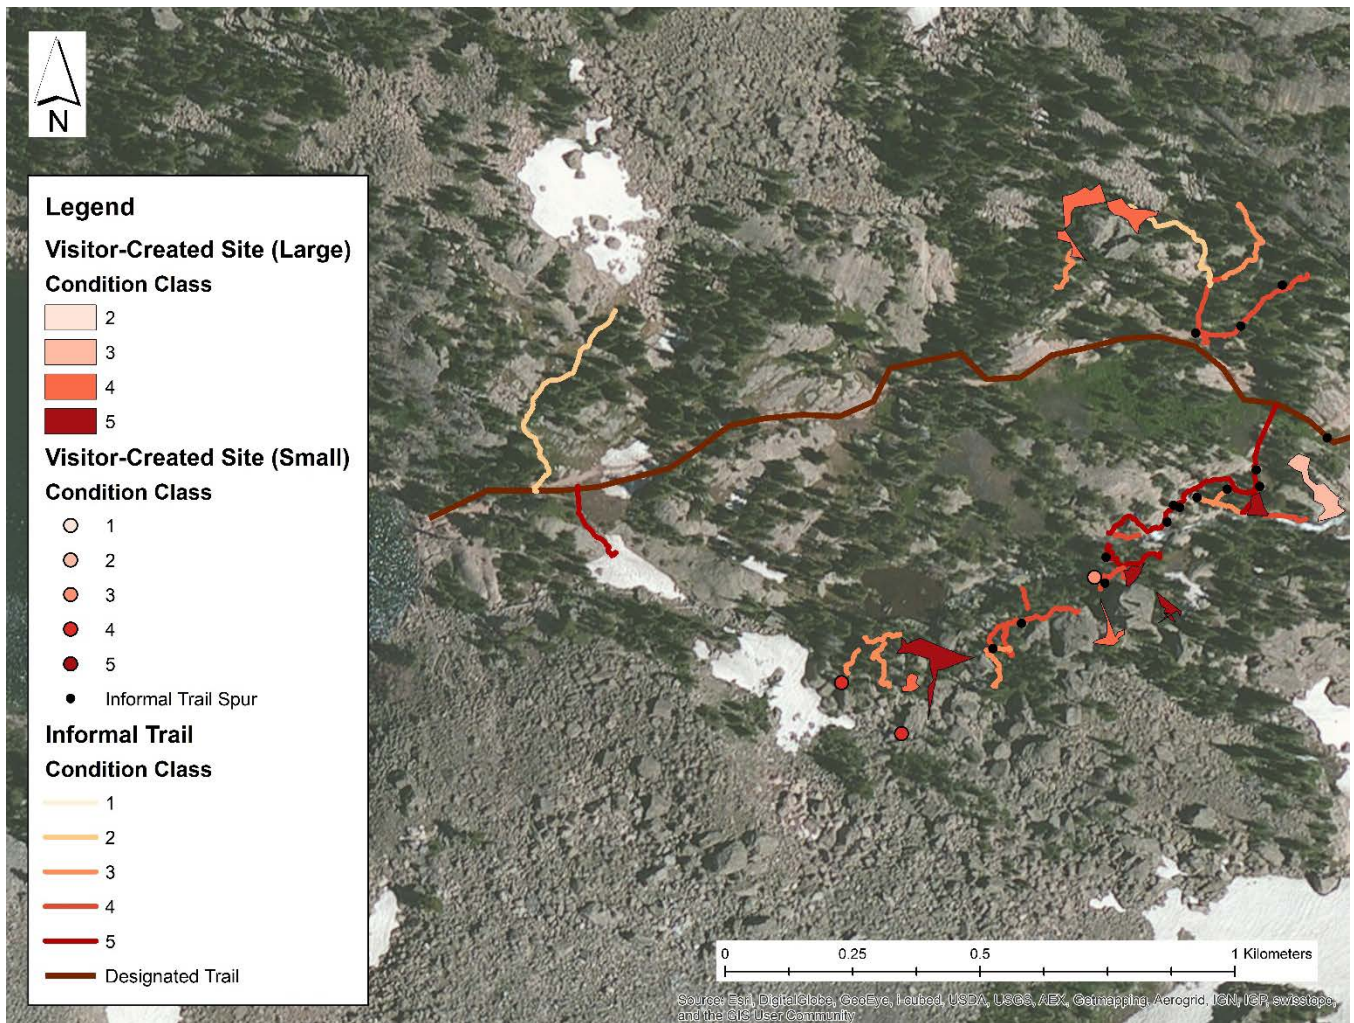 N
Legend
Visitor-Created Site (Large)
Condition Class
2
3
4
5
Visitor-Created Site (Small)
Condition Class
1
2
3
4
5
Informal Trail Spur
Informal Trail
Condition Class
1
2
3
4
5
Designated Trail
0 0.25 0.5 1 Kilometers
Source: Esri, DigitalGlobe, GeoEye, i-cubed, USDA, USGS, AEX, Getmapping, Aerogrid, IGN, IGP, swisstopo,
and the GIS User Community